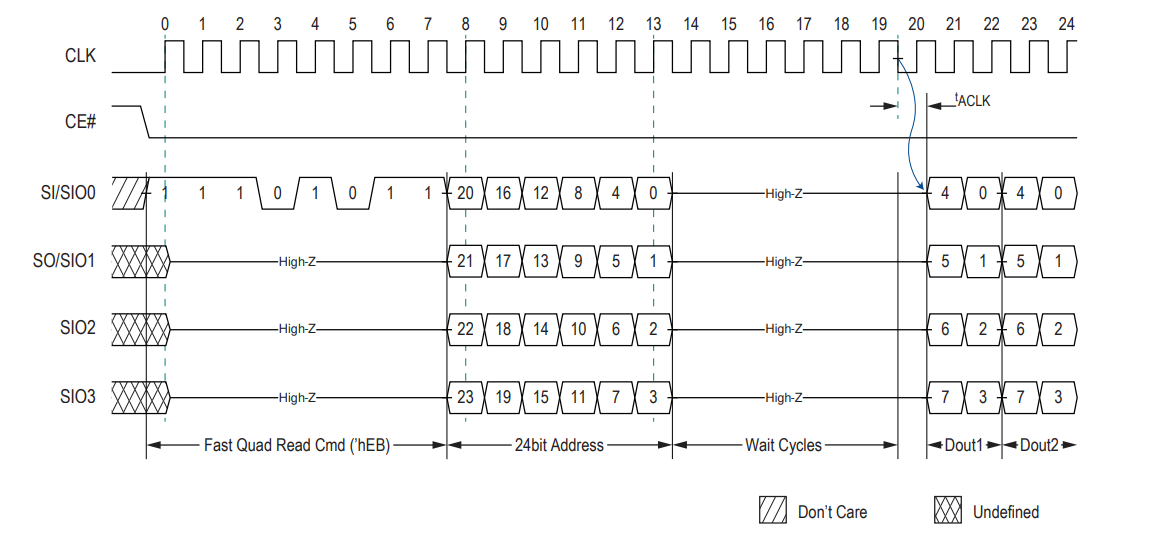 0 1 2 3 4 5 6 7 8 9 10 11 12 13 14 15 16 17 18 19 20 21 22 23 24
CLK
tACLK
CE#
SI/SIO0 1 1 1 0 1 0 1 1 20 16 12 8 4 0 High-Z 4 0 4 0
SO/SIO1 High-Z 21 17 13 9 5 1 High-Z 5 1 5 1
SIO2 High-Z 22 18 14 10 6 2 High-Z 6 2 6 2
SIO3 High-Z 23 19 15 11 7 3 High-Z 7 3 7 3
Fast Quad Read Cmd ('hEB) 24bit Address Wait Cycles Dout1 Dout2
Don't Care Undefined